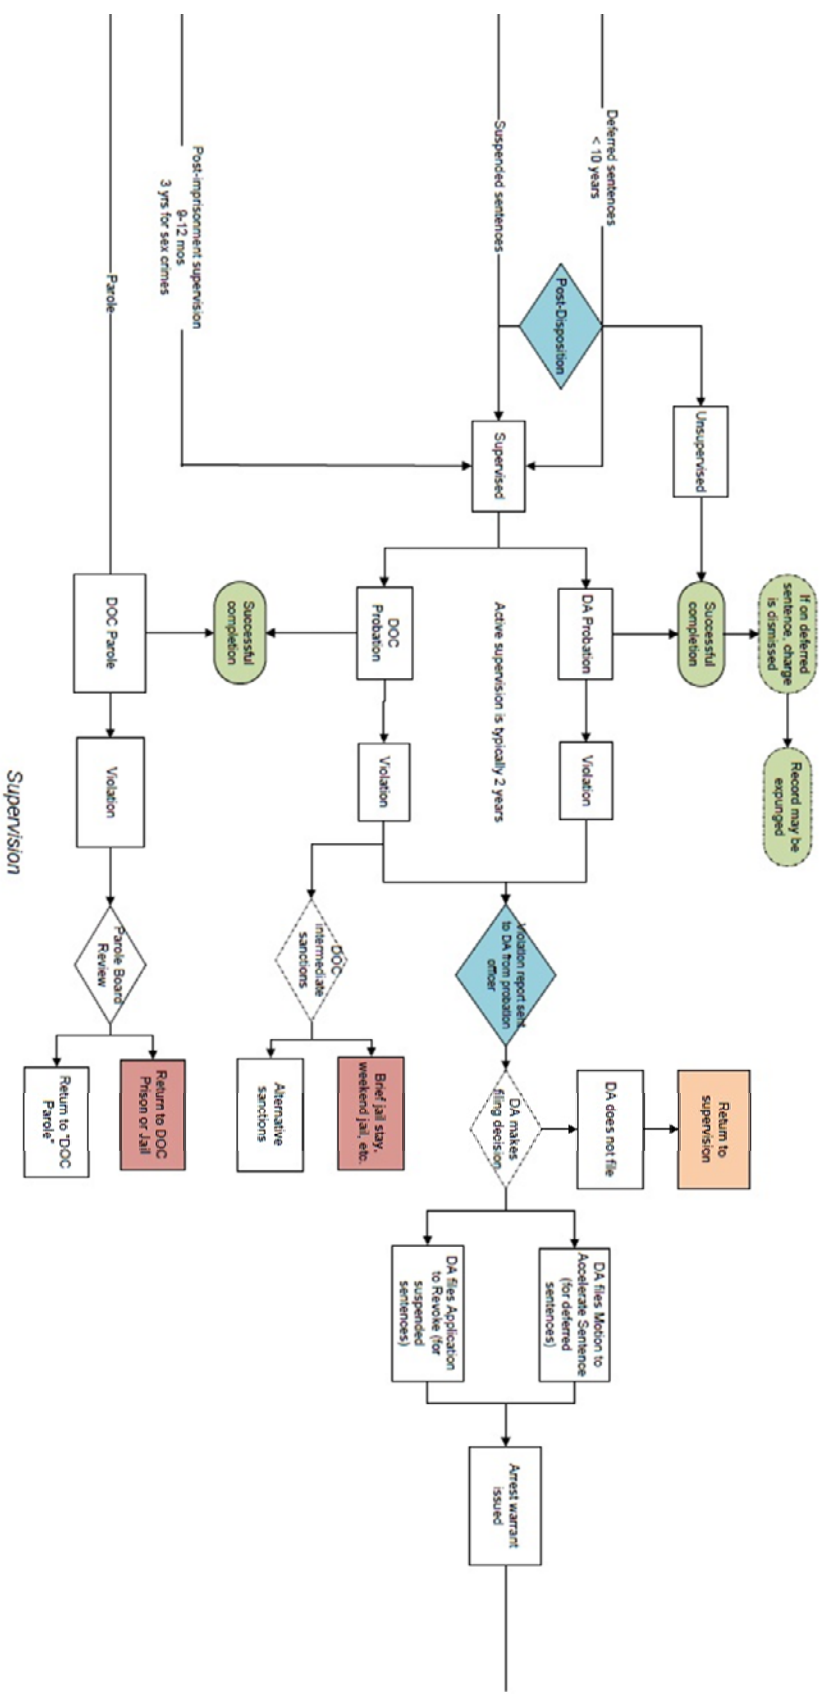 If on deferred
sentence, charge
is dismissed
Record may be
expunged
Unsupervised
Successful
completion
Return to
supervision
Deferred sentences
< 10 years
Post-Disposition
DA Probation
Violation
DA does not file
DA files Motion to
Accelerate Sentence
(for deferred
sentences)
Suspended sentences
Supervised
Active supervision is typically 2 years
Violation report sent
to DA from probation
officer
DA makes
filing decision
Arrest warrant
issued
DOC
Probation
Violation
DA files Application
to Revoke (for
suspended
sentences)
Brief jail stay,
weekend jail, etc.
DOC
intermediate
sanctions
Alternative
sanctions
Successful
completion
Post-imprisonment supervision
9-12 mos
3 yrs for sex crimes
Parole
DOC Parole
Violation
Parole Board
Review
Return to DOC
Prison or Jail
Return to "DOC
Parole"
Supervision